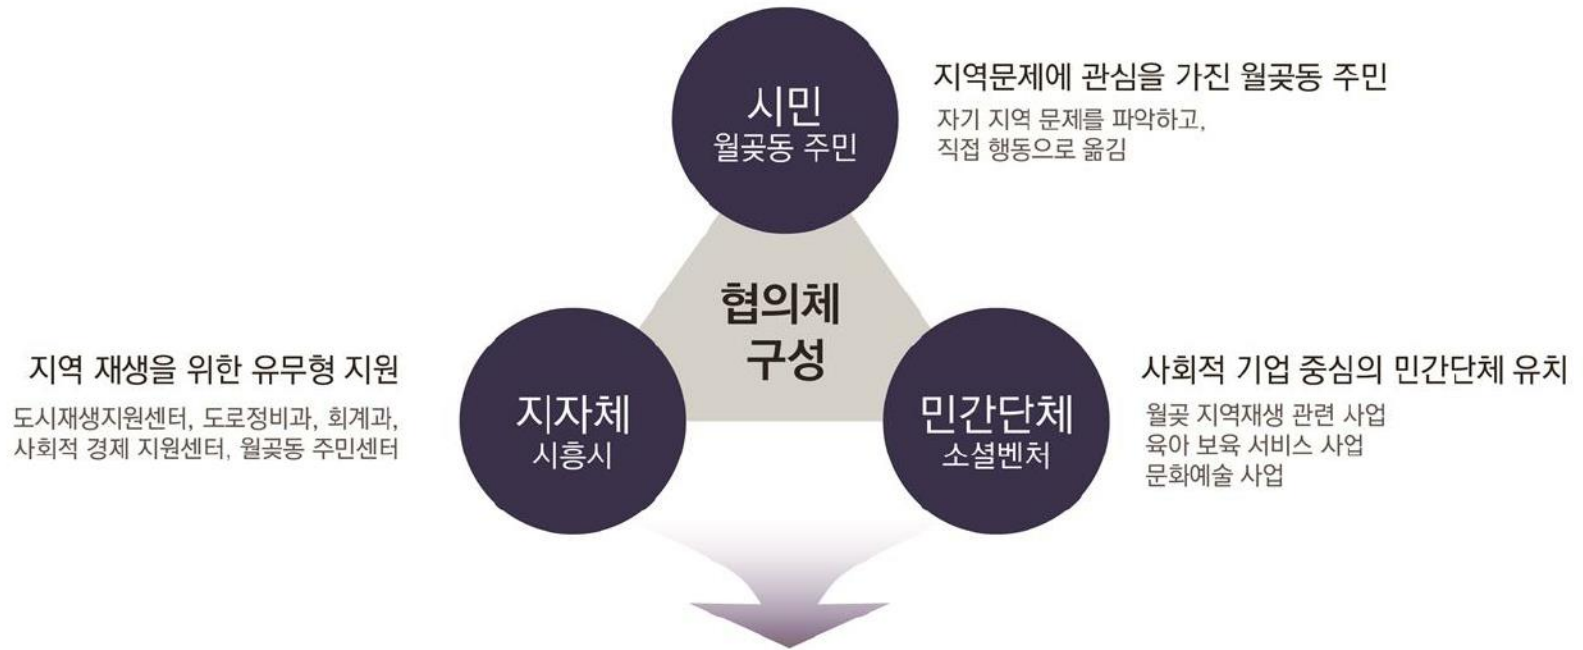 시민
월곶동 주민
지역문제에 관심을 가진 월곶동 주민
자기 지역 문제를 파악하고,
직접 행동으로 옮김
협의체
구성
지역 재생을 위한 유무형 지원
도시재생지원센터, 도로정비과, 회계과,
사회적 경제 지원센터, 월곶동 주민센터
지자체
시흥시
민간단체
소셜벤처
사회적 기업 중심의 민간단체 유치
월곶 지역재생 관련 사업
육아 보육 서비스 사업
문화예술 사업